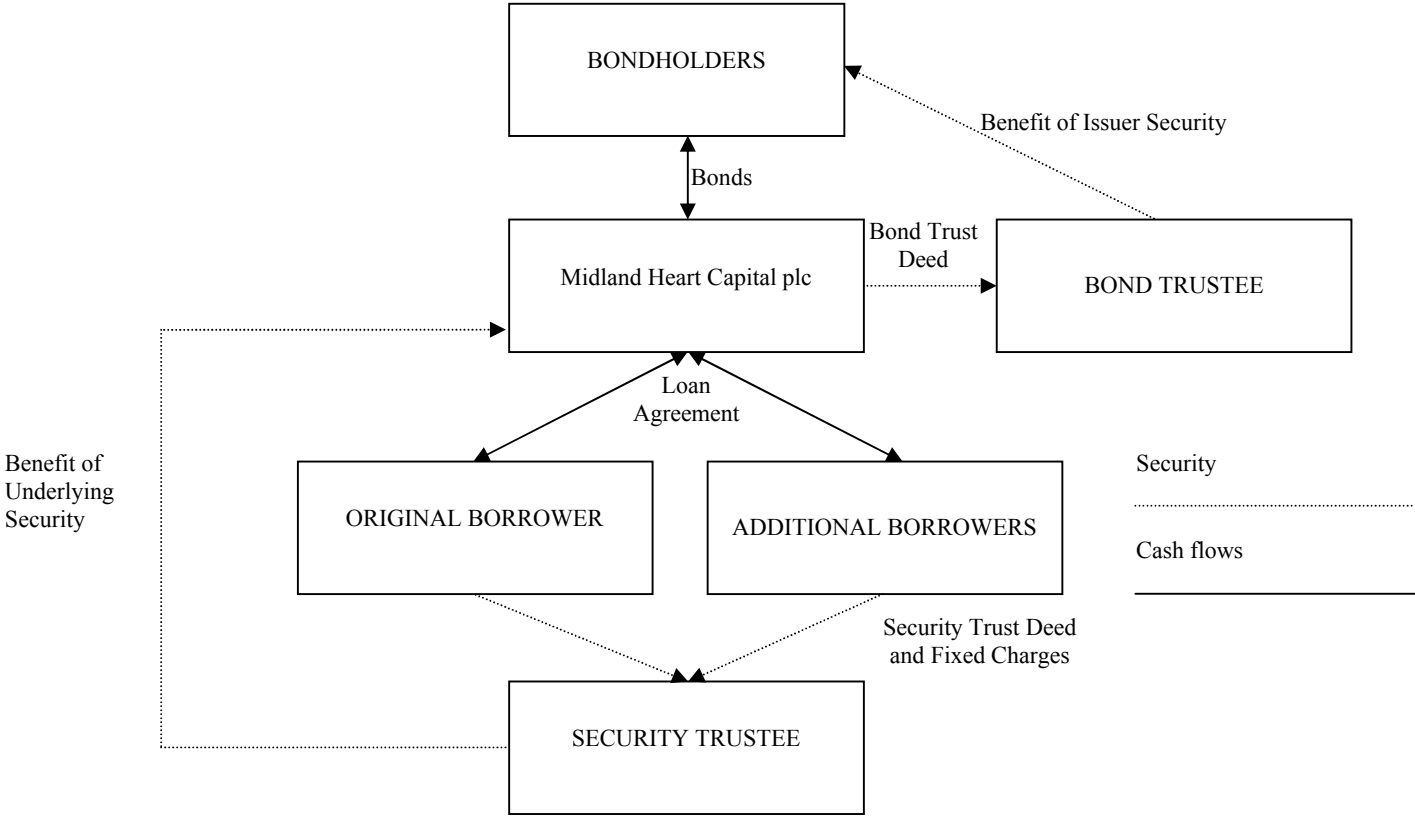 BONDHOLDERS
Benefit of Issuer Security
Bonds
Midland Heart Capital plc
Bond Trust
Deed
BOND TRUSTEE
Loan
Agreement
Benefit of
Underlying
Security
ORIGINAL BORROWER
ADDITIONAL BORROWERS
Security
Cash flows
Security Trust Deed
and Fixed Charges
SECURITY TRUSTEE